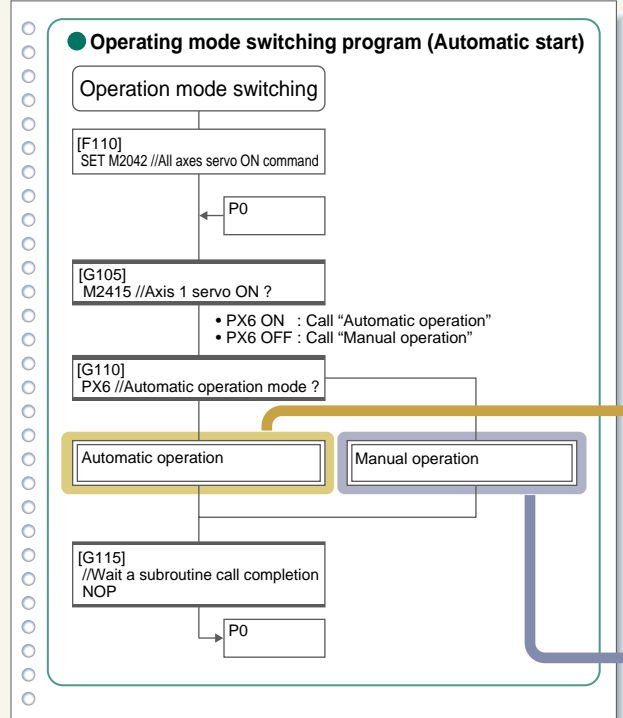 Operating mode switching program (Automatic start)
Operation mode switching
[F110]
SET M2042 //All axes servo ON command
P0
[G105]
M2415 //Axis 1 servo ON ?
• PX6 ON : Call “Automatic operation”
• PX6 OFF : Call “Manual operation”
[G110]
PX6 //Automatic operation mode ?
Automatic operation
Manual operation
[G115]
//Wait a subroutine call completion
NOP
P0